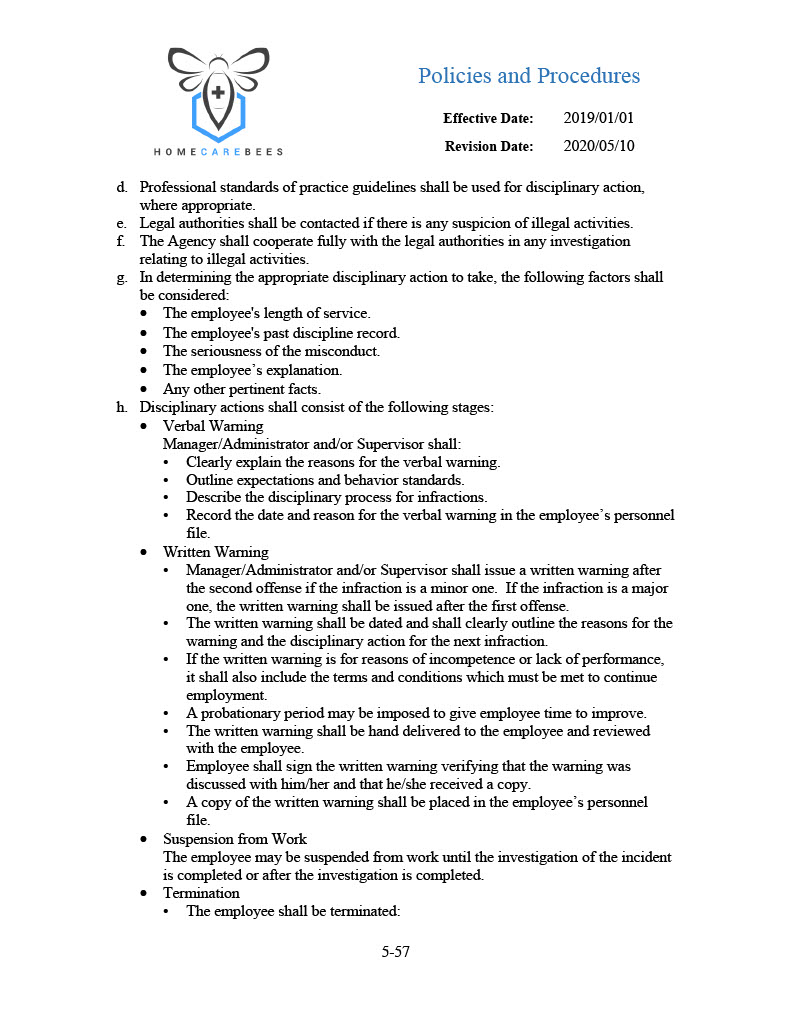 Policies and Procedures
Effective Date: 2019/01/01
Revision Date: 2020/05/10
HOMECAREBEES
d. Professional standards of practice guidelines shall be used for disciplinary action,
where appropriate.
e. Legal authorities shall be contacted if there is any suspicion of illegal activities.
f. The Agency shall cooperate fully with the legal authorities in any investigation
relating to illegal activities.
g. In determining the appropriate disciplinary action to take, the following factors shall
be considered:
• The employee's length of service.
• The employee's past discipline record.
• The seriousness of the misconduct.
• The employee’s explanation.
• Any other pertinent facts.
h. Disciplinary actions shall consist of the following stages:
• Verbal Warning
Manager/Administrator and/or Supervisor shall:
• Clearly explain the reasons for the verbal warning.
• Outline expectations and behavior standards.
• Describe the disciplinary process for infractions.
• Record the date and reason for the verbal warning in the employee’s personnel
file.
• Written Warning
• Manager/Administrator and/or Supervisor shall issue a written warning after
the second offense if the infraction is a minor one.  If the infraction is a major
one, the written warning shall be issued after the first offense.
• The written warning shall be dated and shall clearly outline the reasons for the
warning and the disciplinary action for the next infraction.
• If the written warning is for reasons of incompetence or lack of performance,
it shall also include the terms and conditions which must be met to continue
employment.
• A probationary period may be imposed to give employee time to improve.
• The written warning shall be hand delivered to the employee and reviewed
with the employee.
• Employee shall sign the written warning verifying that the warning was
discussed with him/her and that he/she received a copy.
• A copy of the written warning shall be placed in the employee’s personnel
file.
• Suspension from Work
The employee may be suspended from work until the investigation of the incident
is completed or after the investigation is completed.
• Termination
• The employee shall be terminated:
5-57